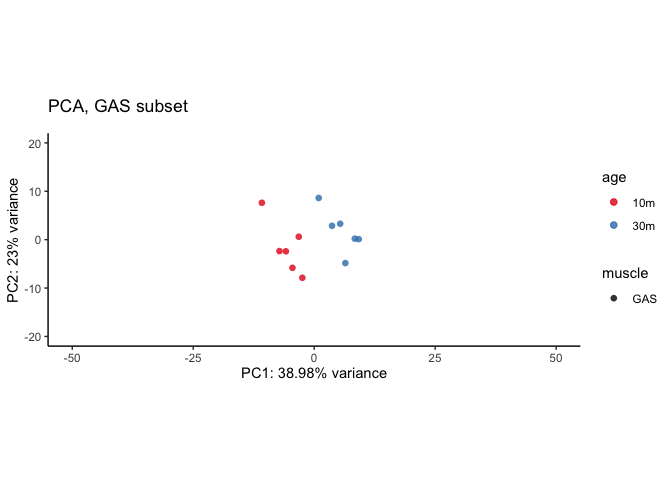 PCA, GAS subset
20
10
0
-10
-20
PC2: 23% variance
-50
-25
0
25
50
PC1: 38.98% variance
age
10m
30m
muscle
GAS